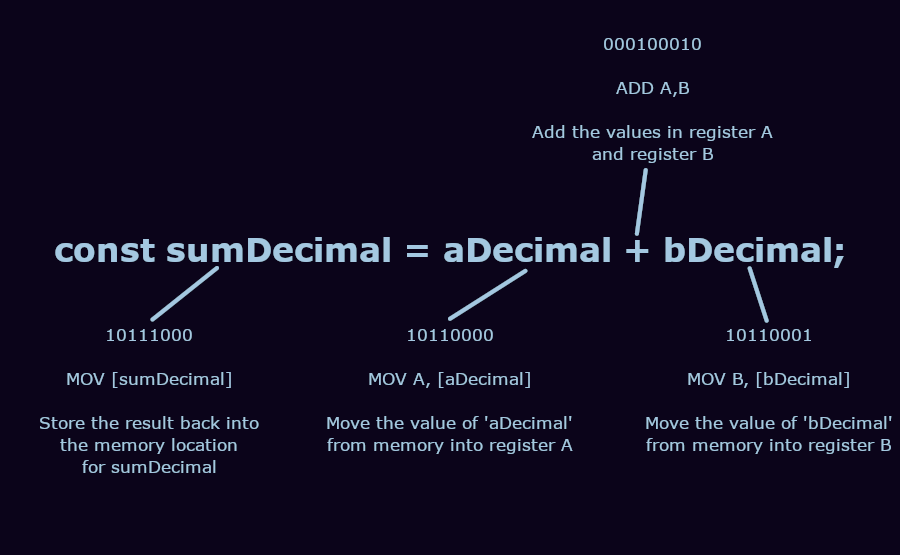 000100010
ADD A,B
Add the values in register A
and register B
const sumDecimal = aDecimal + bDecimal;
10111000
MOV [sumDecimal]
Store the result back into
the memory location
for sumDecimal
10110000
MOV A, [aDecimal]
Move the value of 'aDecimal'
from memory into register A
10110001
MOV B, [bDecimal]
Move the value of 'bDecimal'
from memory into register B